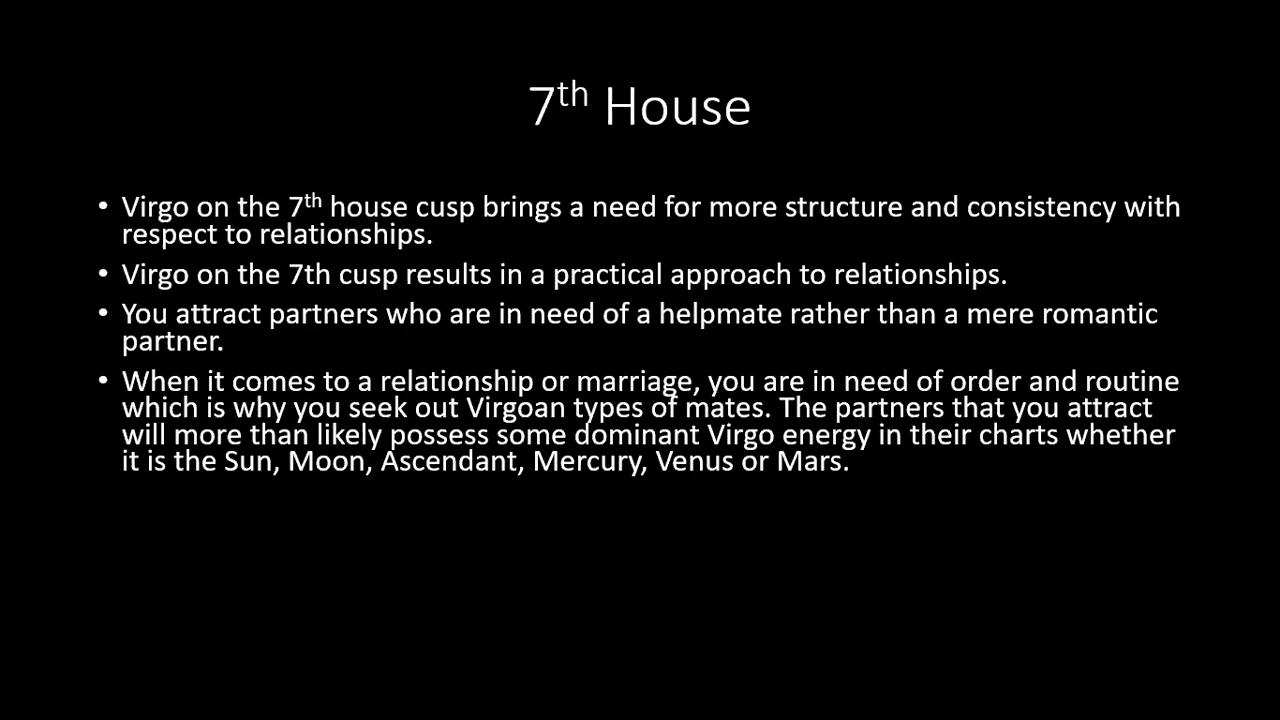 7th House
• Virgo on the 7th house cusp brings a need for more structure and consistency with
respect to relationships.
• Virgo on the 7th cusp results in a practical approach to relationships.
• You attract partners who are in need of a helpmate rather than a mere romantic
partner.
• When it comes to a relationship or marriage, you are in need of order and routine
which is why you seek out Virgoan types of mates. The partners that you attract
will more than likely possess some dominant Virgo energy in their charts whether
it is the Sun, Moon, Ascendant, Mercury, Venus or Mars.